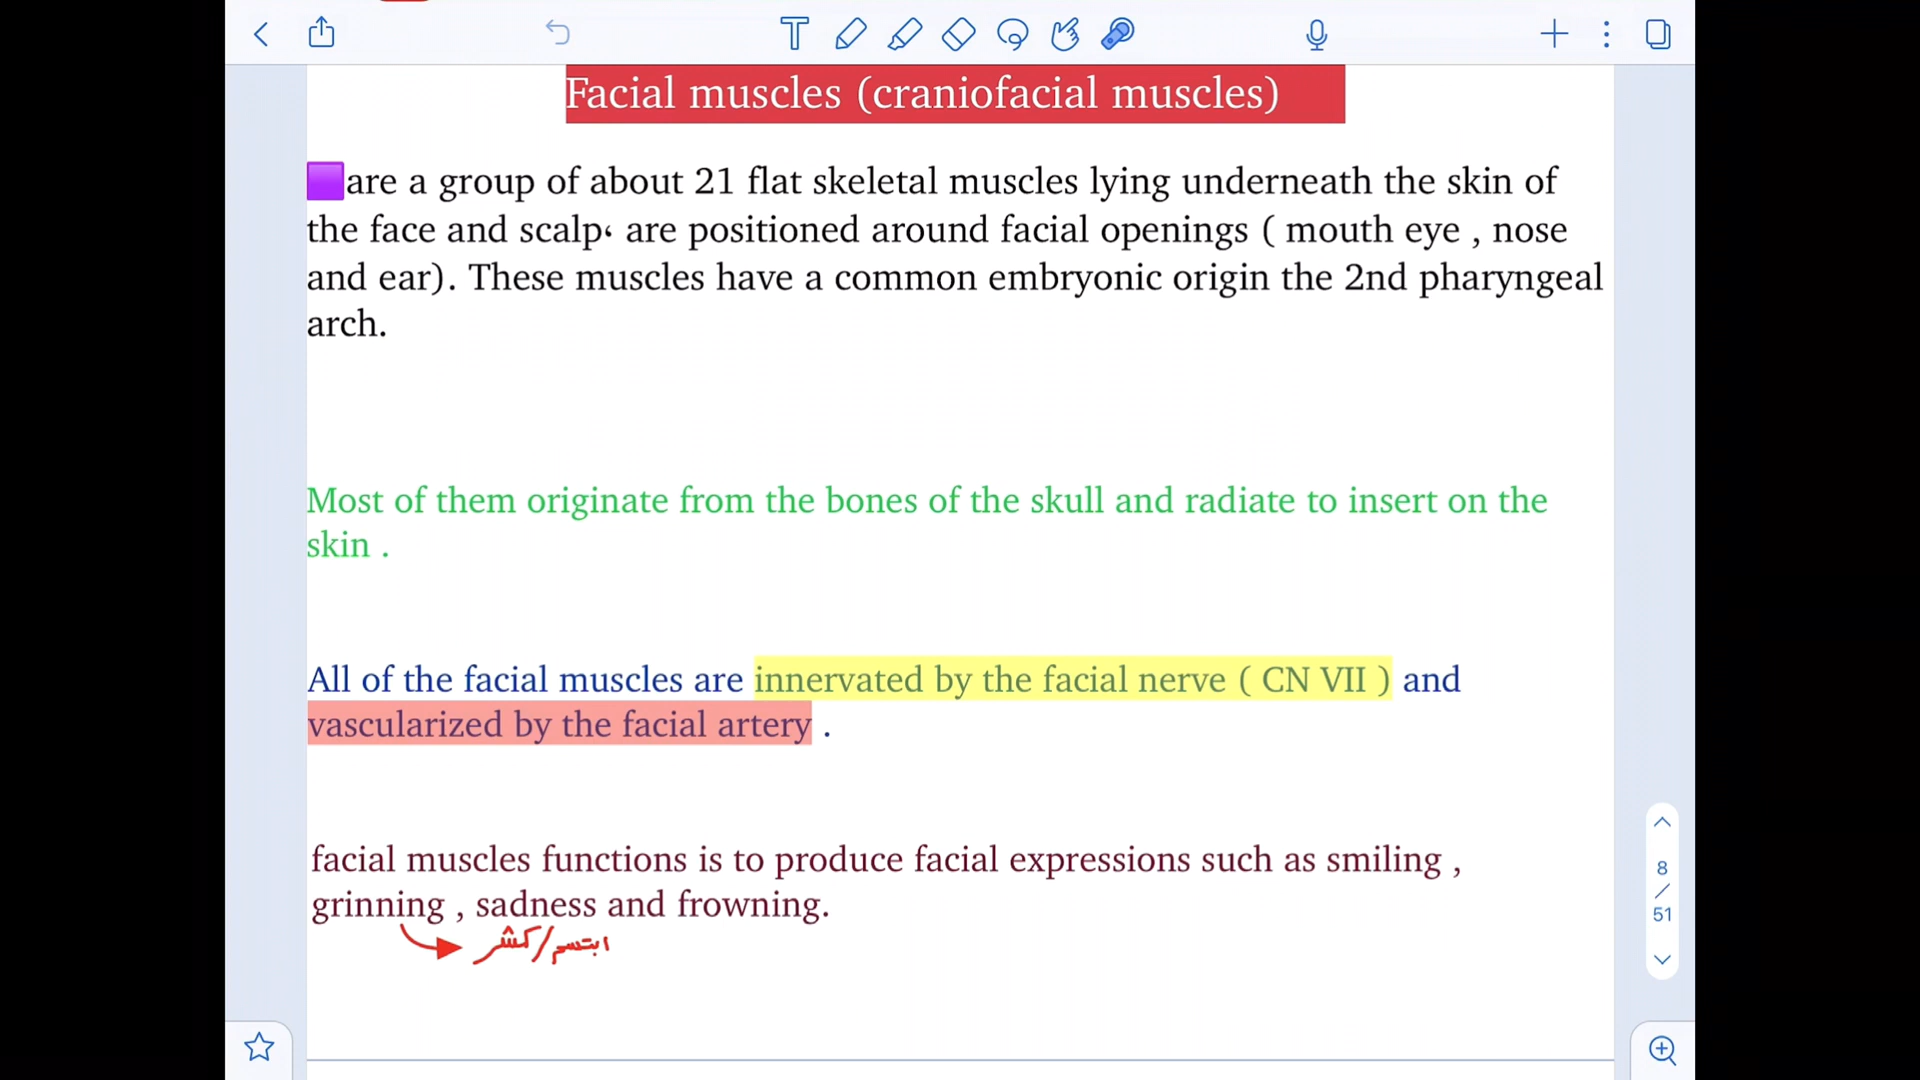 Facial muscles (craniofacial muscles)
are a group of about 21 flat skeletal muscles lying underneath the skin of
the face and scalp، are positioned around facial openings ( mouth eye , nose
and ear). These muscles have a common embryonic origin the 2nd pharyngeal
arch.
Most of them originate from the bones of the skull and radiate to insert on the
skin .
All of the facial muscles are innervated by the facial nerve ( CN VII ) and
vascularized by the facial artery .
facial muscles functions is to produce facial expressions such as smiling ,
grinning , sadness and frowning.
ابتسم/كشر
8
51